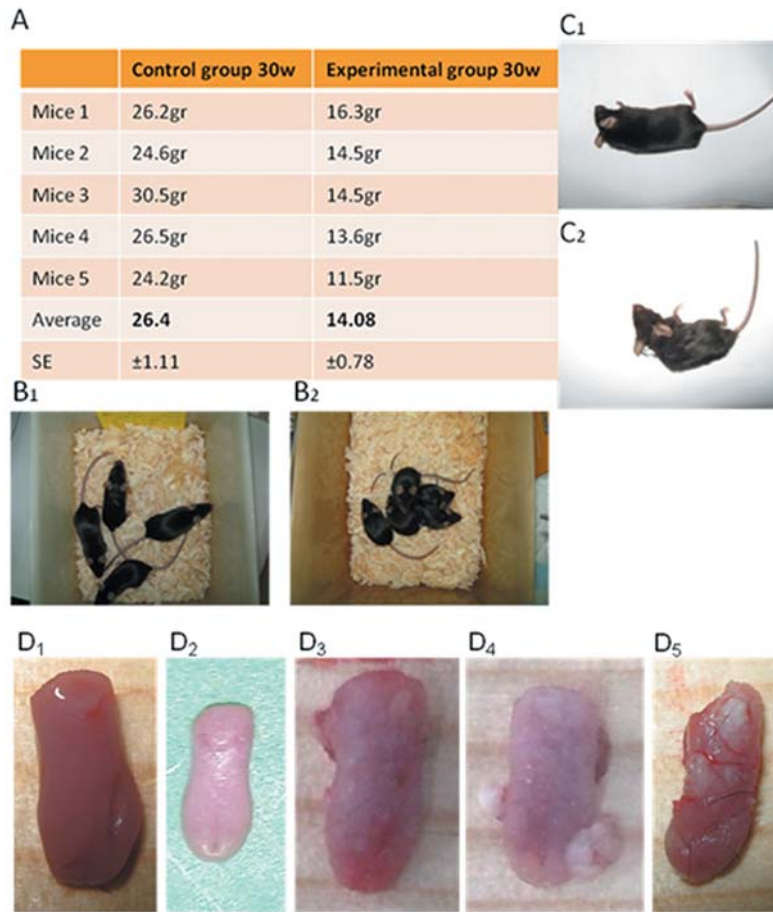 A
Control group 30w Experimental group 30w
Mice 1 26.2gr 16.3gr
Mice 2 24.6gr 14.5gr
Mice 3 30.5gr 14.5gr
Mice 4 26.5gr 13.6gr
Mice 5 24.2gr 11.5gr
Average 26.4 14.08
SE ±1.11 ±0.78
C1
C2
B1 B2
D1 D2 D3 D4 D5